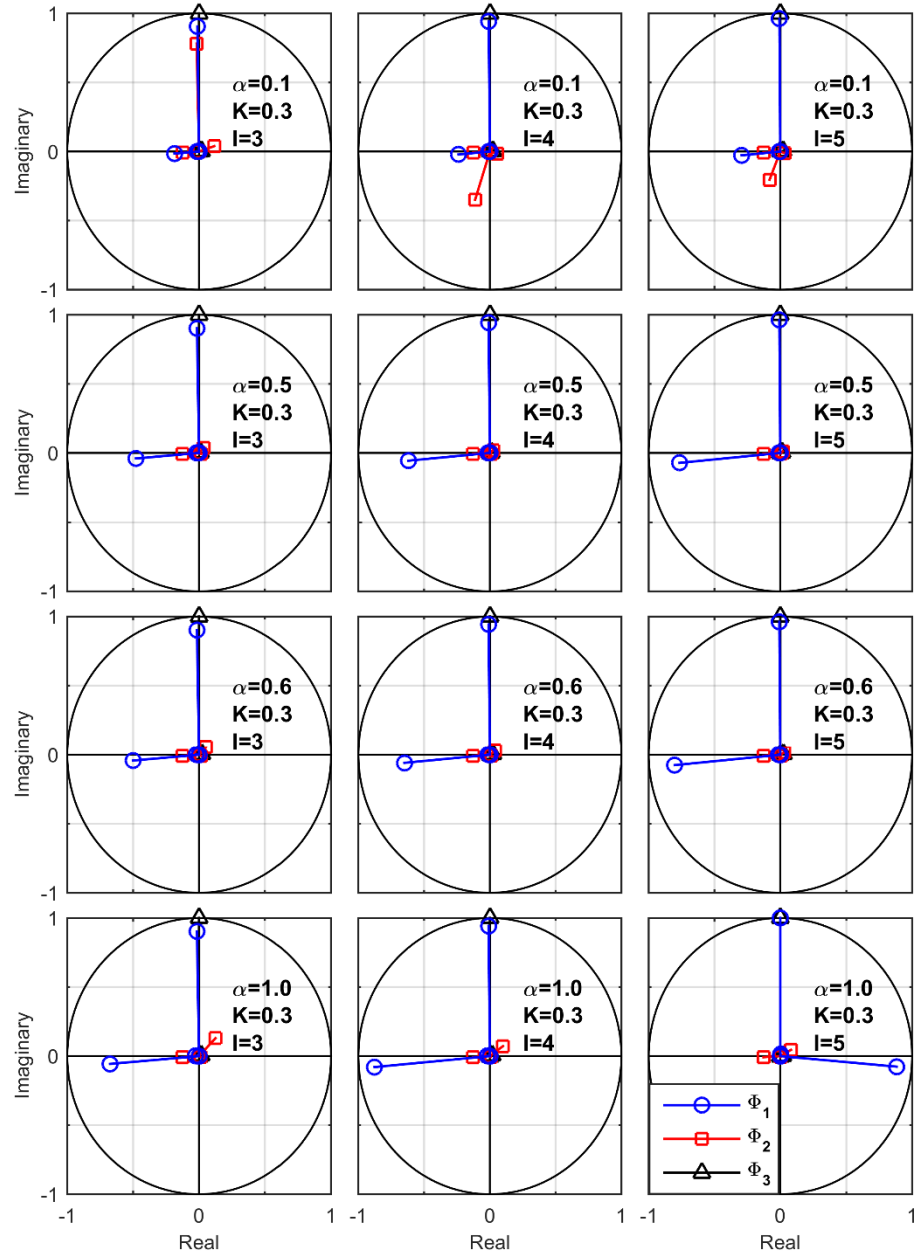 1
Imaginary
0
-1
α=0.1
K=0.3
I=3
α=0.1
K=0.3
I=4
α=0.1
K=0.3
I=5
1
Imaginary
0
-1
α=0.5
K=0.3
I=3
α=0.5
K=0.3
I=4
α=0.5
K=0.3
I=5
1
Imaginary
0
-1
α=0.6
K=0.3
I=3
α=0.6
K=0.3
I=4
α=0.6
K=0.3
I=5
1
Imaginary
0
-1
α=1.0
K=0.3
I=3
α=1.0
K=0.3
I=4
α=1.0
K=0.3
I=5
Φ1
Φ2
Φ3
-1 0 1
Real
-1 0 1
Real
-1 0 1
Real